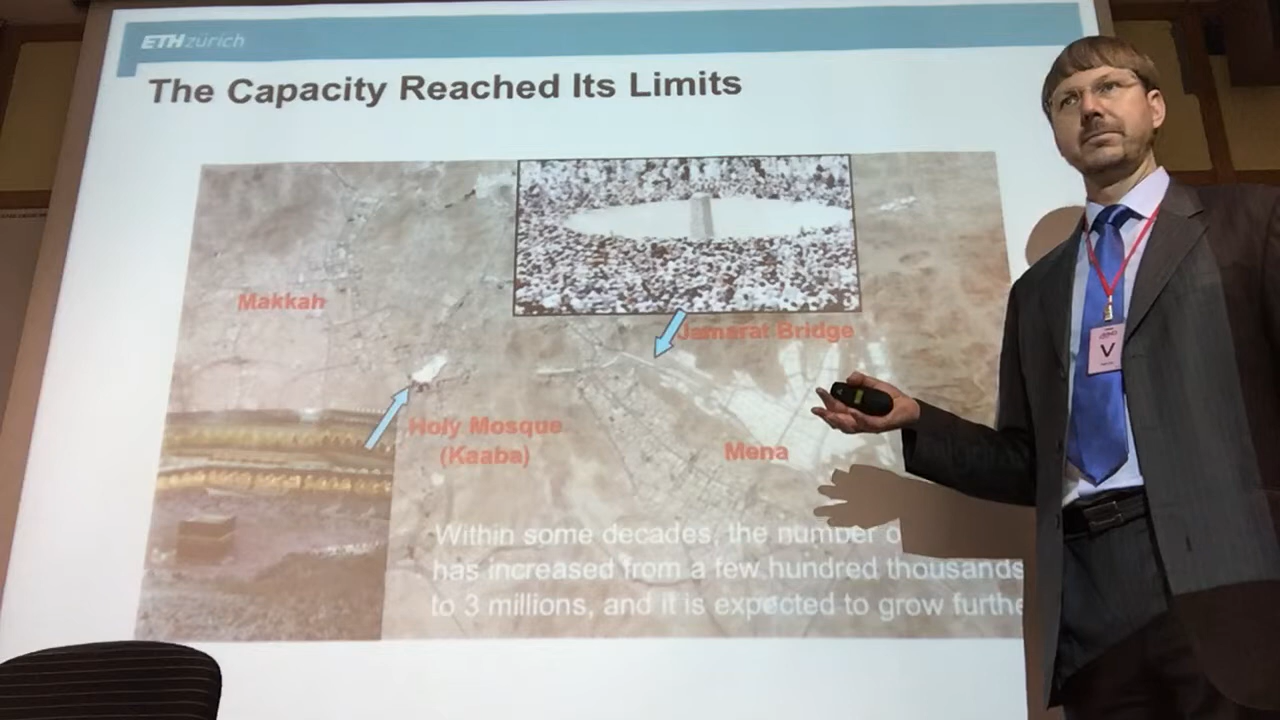 ETHzürich
The Capacity Reached Its Limits
Makkah
Jamarat Bridge
Holy Mosque
(Kaaba)
Mena
V
Within some decades, the number
has increased from a few hundred thousands
to 3 millions, and it is expected to grow